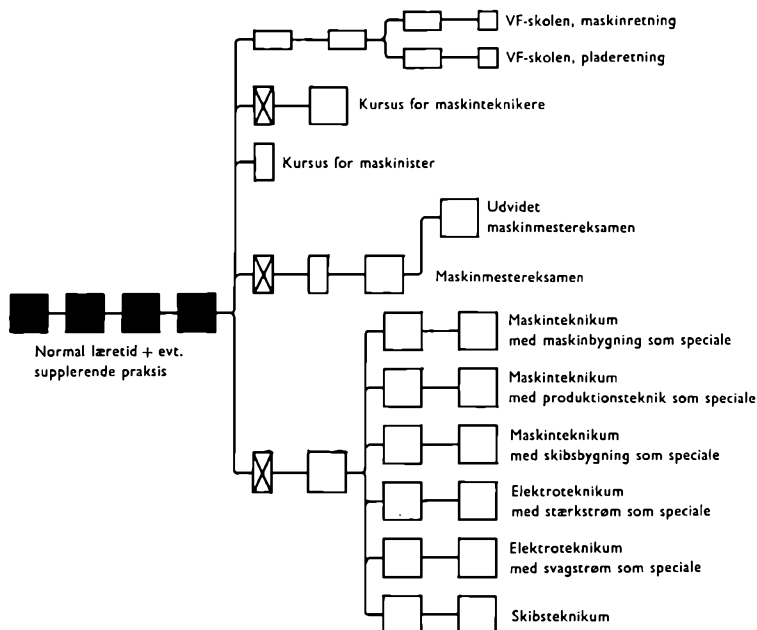 VF-skolen, maskinretning
VF-skolen, pladeretning
Kursus for maskinteknikere
Kursus for maskinister
Udvidet
maskinmestereksamen
Maskinmestereksamen
Normal læretid + evt.
supplerende praksis
Maskinteknikum
med maskinbygning som speciale
Maskinteknikum
med produktionsteknik som speciale
Maskinteknikum
med skibsbygning som speciale
Elektroteknikum
med stærkstrøm som speciale
Elektroteknikum
med svagstrøm som speciale
Skibsteknikum